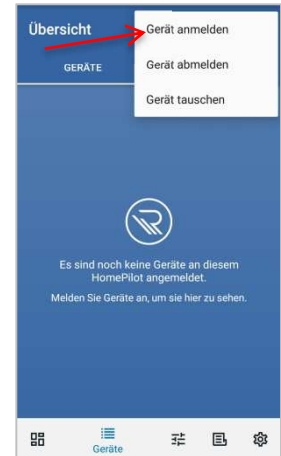 Übersicht
Gerät anmelden
GERÄTE
Gerät abmelden
Gerät tauschen
Es sind noch keine Geräte an diesem
HomePilot angemeldet.
Melden Sie Geräte an, um sie hier zu sehen.
Geräte